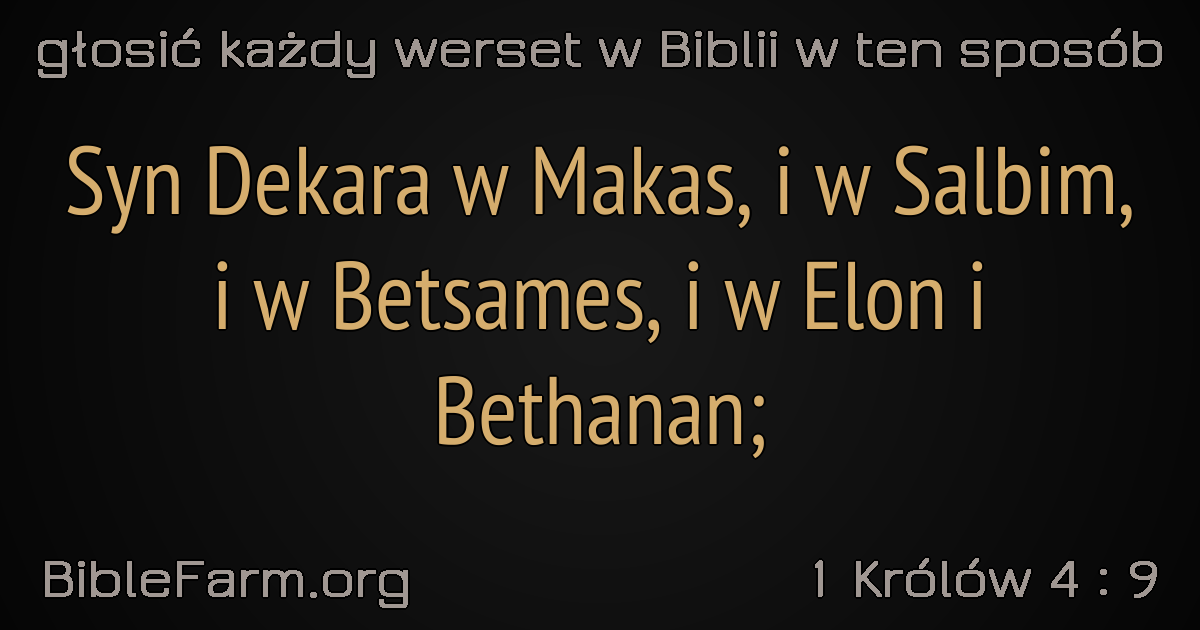 głosić każdy werset w Biblii w ten sposób
Syn Dekara w Makas, i w Salbim,
i w Betsames, i w Elon i
Bethanan;
BibleFarm.org
1 Królów 4 : 9